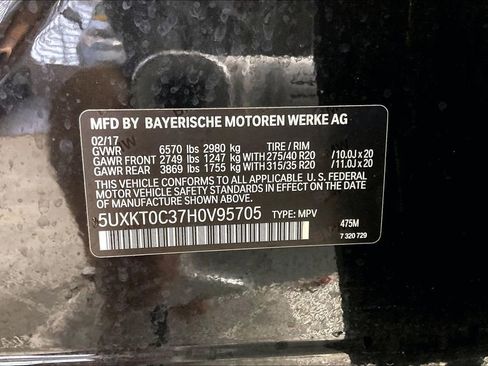 MFD BY BAYERISCHE MOTOREN WERKE AG
02/17
GVWR 6570 lbs 2980 kg TIRE / RIM
GAWR FRONT 2749 lbs 1247 kg WITH 275/40 R20 /10.0J x 20
GAWR REAR 3869 lbs 1755 kg WITH 315/35 R20 /11.0J x 20
THIS VEHICLE CONFORMS TO ALL APPLICABLE U. S. FEDERAL
MOTOR VEHICLE SAFETY STANDARDS IN EFFECT ON THE
DATE OF MANUFACTURE SHOWN ABOVE.
5UXKT0C37H0V95705 TYPE: MPV
475M
7 320 729